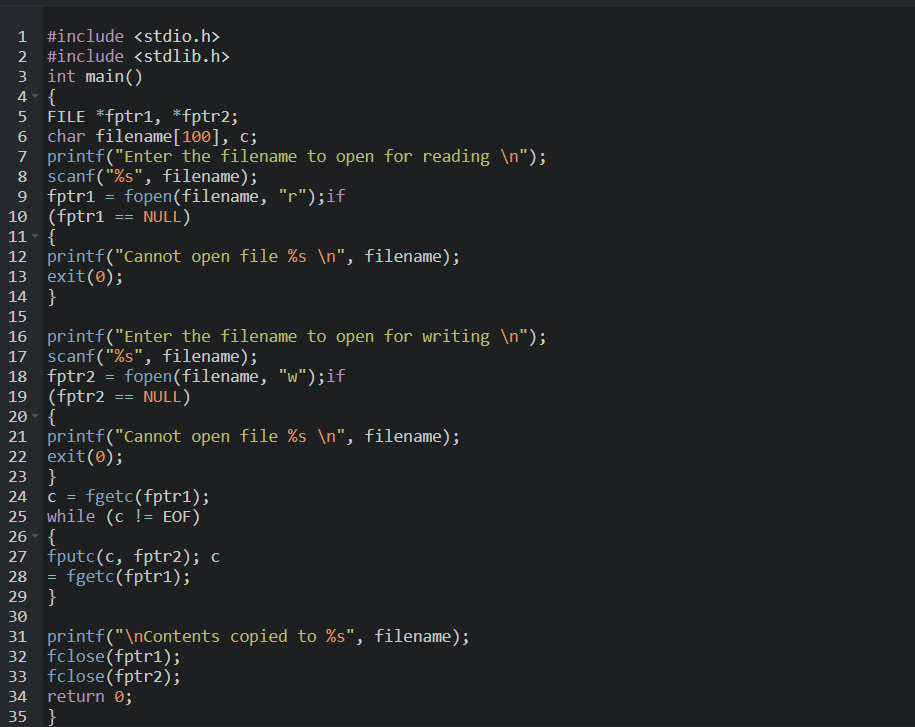 1 #include <stdio.h>
2 #include <stdlib.h>
3 int main()
4 {
5 FILE *fptr1, *fptr2;
6 char filename[100], c;
7 printf("Enter the filename to open for reading \n");
8 scanf("%s", filename);
9 fptr1 = fopen(filename, "r");if
10 (fptr1 == NULL)
11 {
12 printf("Cannot open file %s \n", filename);
13 exit(0);
14 }
15
16 printf("Enter the filename to open for writing \n");
17 scanf("%s", filename);
18 fptr2 = fopen(filename, "w");if
19 (fptr2 == NULL)
20 {
21 printf("Cannot open file %s \n", filename);
22 exit(0);
23 }
24 c = fgetc(fptr1);
25 while (c != EOF)
26 {
27 fputc(c, fptr2); c
28 = fgetc(fptr1);
29 }
30
31 printf("\nContents copied to %s", filename);
32 fclose(fptr1);
33 fclose(fptr2);
34 return 0;
35 }